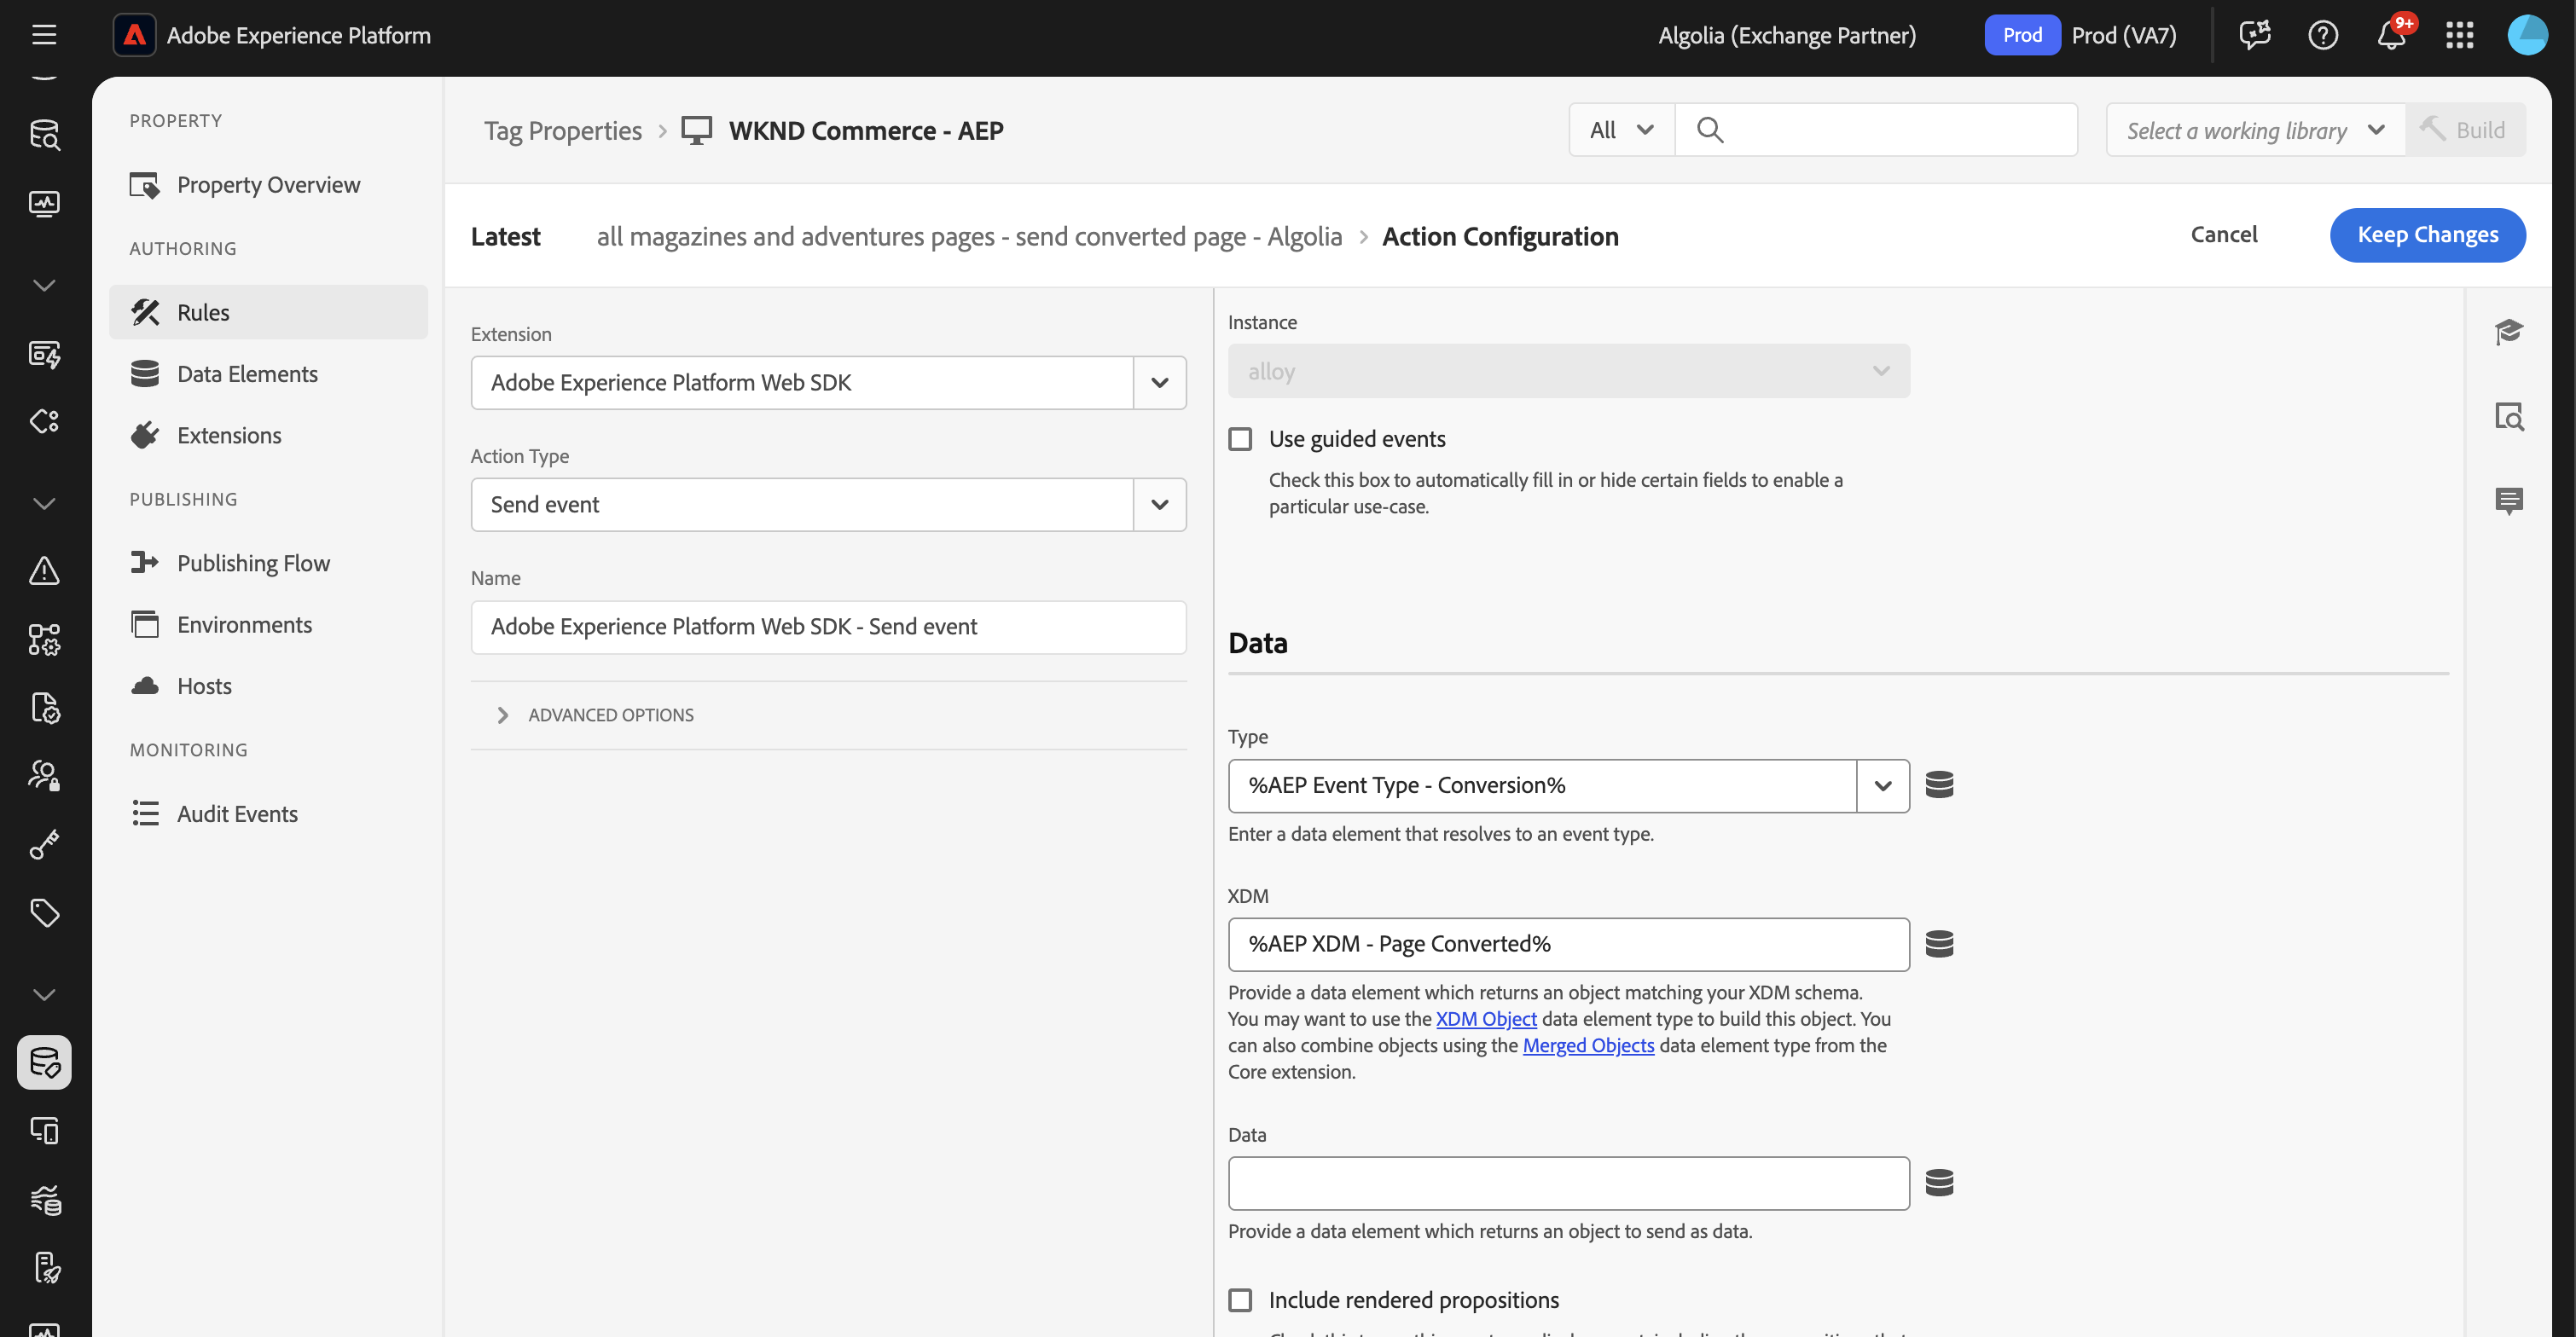 Adobe Experience Platform
Algolia (Exchange Partner)
Prod
Prod (VA7)
9+
PROPERTY
Property Overview
AUTHORING
Rules
Data Elements
Extensions
PUBLISHING
Publishing Flow
Environments
Hosts
MONITORING
Audit Events
Tag Properties
WKND Commerce - AEP
All
Select a working library
Build
Latest
all magazines and adventures pages - send converted page - Algolia
Action Configuration
Cancel
Keep Changes
Extension
Adobe Experience Platform Web SDK
Action Type
Send event
Name
Adobe Experience Platform Web SDK - Send event
ADVANCED OPTIONS
Instance
alloy
Use guided events
Check this box to automatically fill in or hide certain fields to enable a
particular use-case.
Data
Type
%AEP Event Type - Conversion%
Enter a data element that resolves to an event type.
XDM
%AEP XDM - Page Converted%
Provide a data element which returns an object matching your XDM schema.
You may want to use the XDM Object data element type to build this object. You
can also combine objects using the Merged Objects data element type from the
Core extension.
Data
Provide a data element which returns an object to send as data.
Include rendered propositions